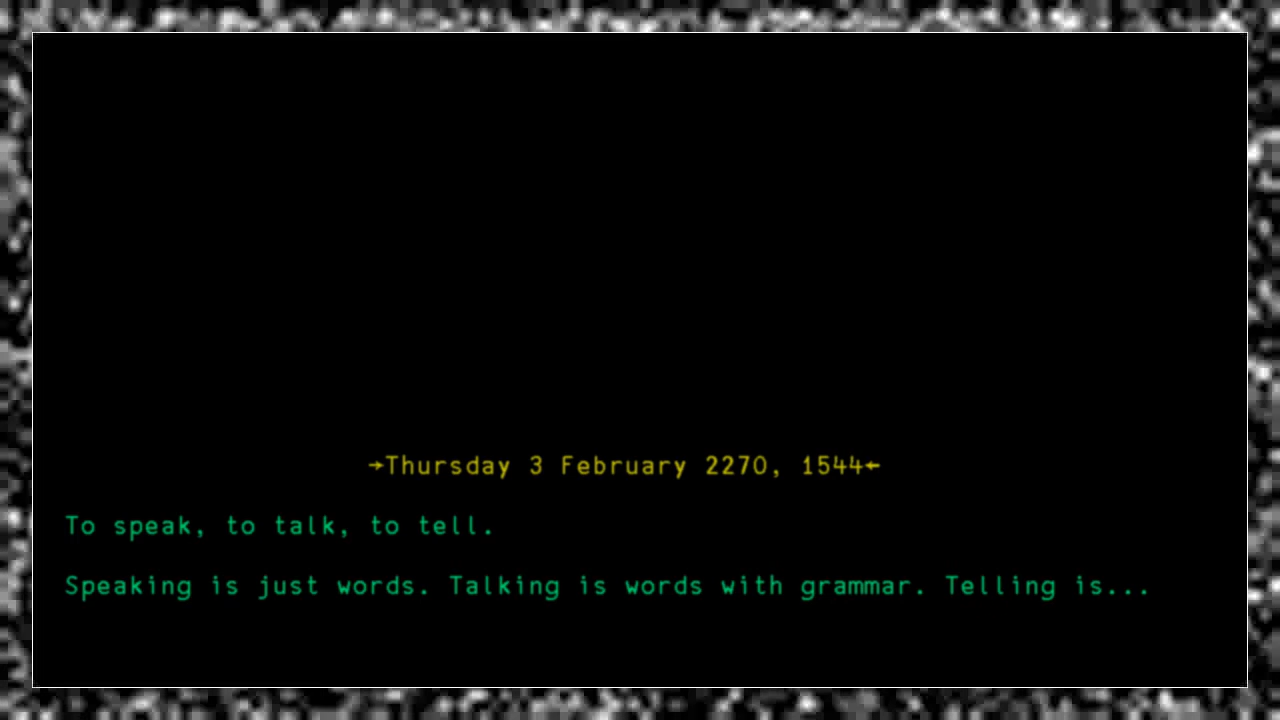 →Thursday 3 February 2270, 1544←
To speak, to talk, to tell.
Speaking is just words. Talking is words with grammar. Telling is...